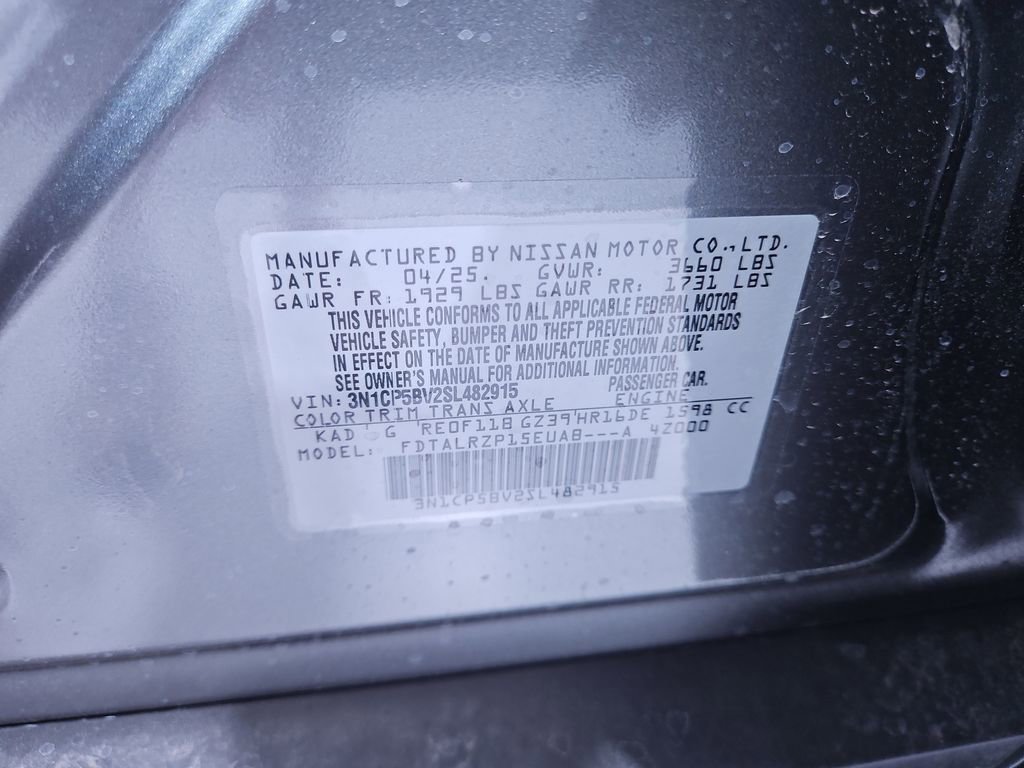 MANUFACTURED BY NISSAN MOTOR CO.,LTD.
DATE: 04/25. GVWR: 3660 LBS
GAWR FR: 1929 LBS GAWR RR: 1731 LBS
THIS VEHICLE CONFORMS TO ALL APPLICABLE FEDERAL MOTOR
VEHICLE SAFETY, BUMPER AND THEFT PREVENTION STANDARDS
IN EFFECT ON THE DATE OF MANUFACTURE SHOWN ABOVE.
SEE OWNER'S MANUAL FOR ADDITIONAL INFORMATION.
VIN: 3N1CP5BV2SL482915 PASSENGER CAR.
COLOR TRIM TRANS AXLE ENGINE
KAD G RE0F11B GZ39 HR16DE 1598 CC
MODEL: FDTALRZP15EUAB---A 4Z000
3N1CP5BV2SL482915